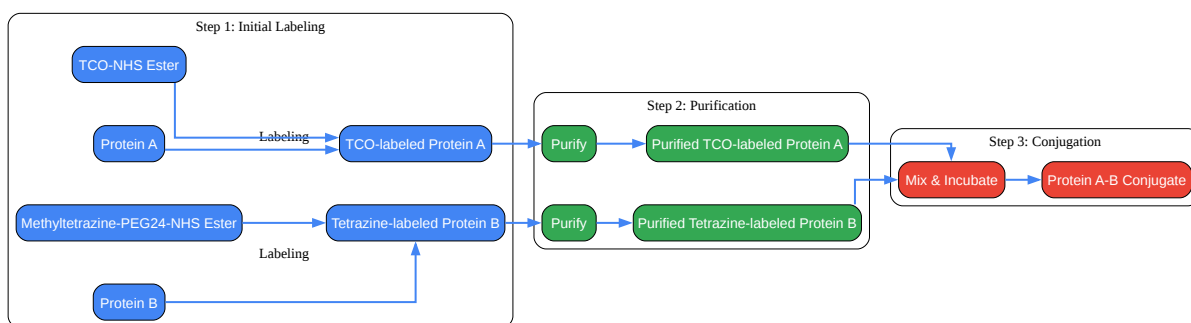 Step 1: Initial Labeling
TCO-NHS Ester
Protein A
Labeling
TCO-labeled Protein A
Methyltetrazine-PEG24-NHS Ester
Tetrazine-labeled Protein B
Labeling
Protein B
Step 2: Purification
Purify
Purified TCO-labeled Protein A
Purify
Purified Tetrazine-labeled Protein B
Step 3: Conjugation
Mix & Incubate
Protein A-B Conjugate